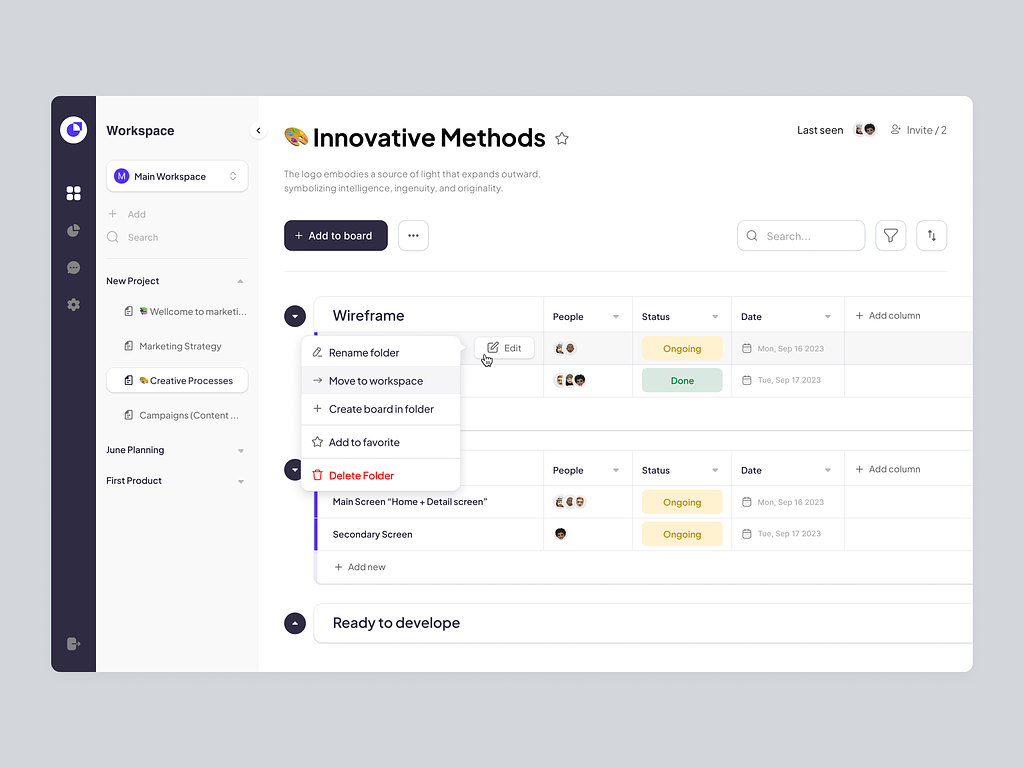 Workspace
M Main Workspace
Add
Search
New Project
Wellcome to marketi...
Marketing Strategy
Creative Processes
Campaigns (Content ...
June Planning
First Product
Innovative Methods
Last seen
Invite / 2
The logo embodies a source of light that expands outward,
symbolizing intelligence, ingenuity, and originality.
+ Add to board
Search...
Wireframe
People
Status
Date
+ Add column
Edit
Ongoing
Mon, Sep 16 2023
Done
Tue, Sep 17 2023
Rename folder
Move to workspace
Create board in folder
Add to favorite
Delete Folder
People
Status
Date
+ Add column
Main Screen “Home + Detail screen”
Ongoing
Mon, Sep 16 2023
Secondary Screen
Ongoing
Tue, Sep 17 2023
+ Add new
Ready to develope